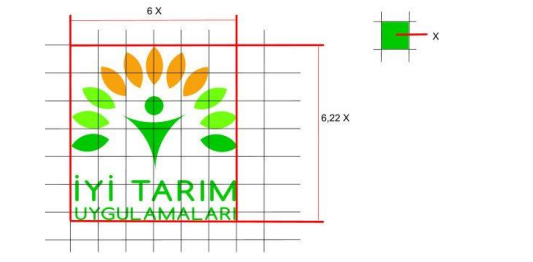 6 X
X
6,22 X
İYİ TARIM
UYGULAMALARI